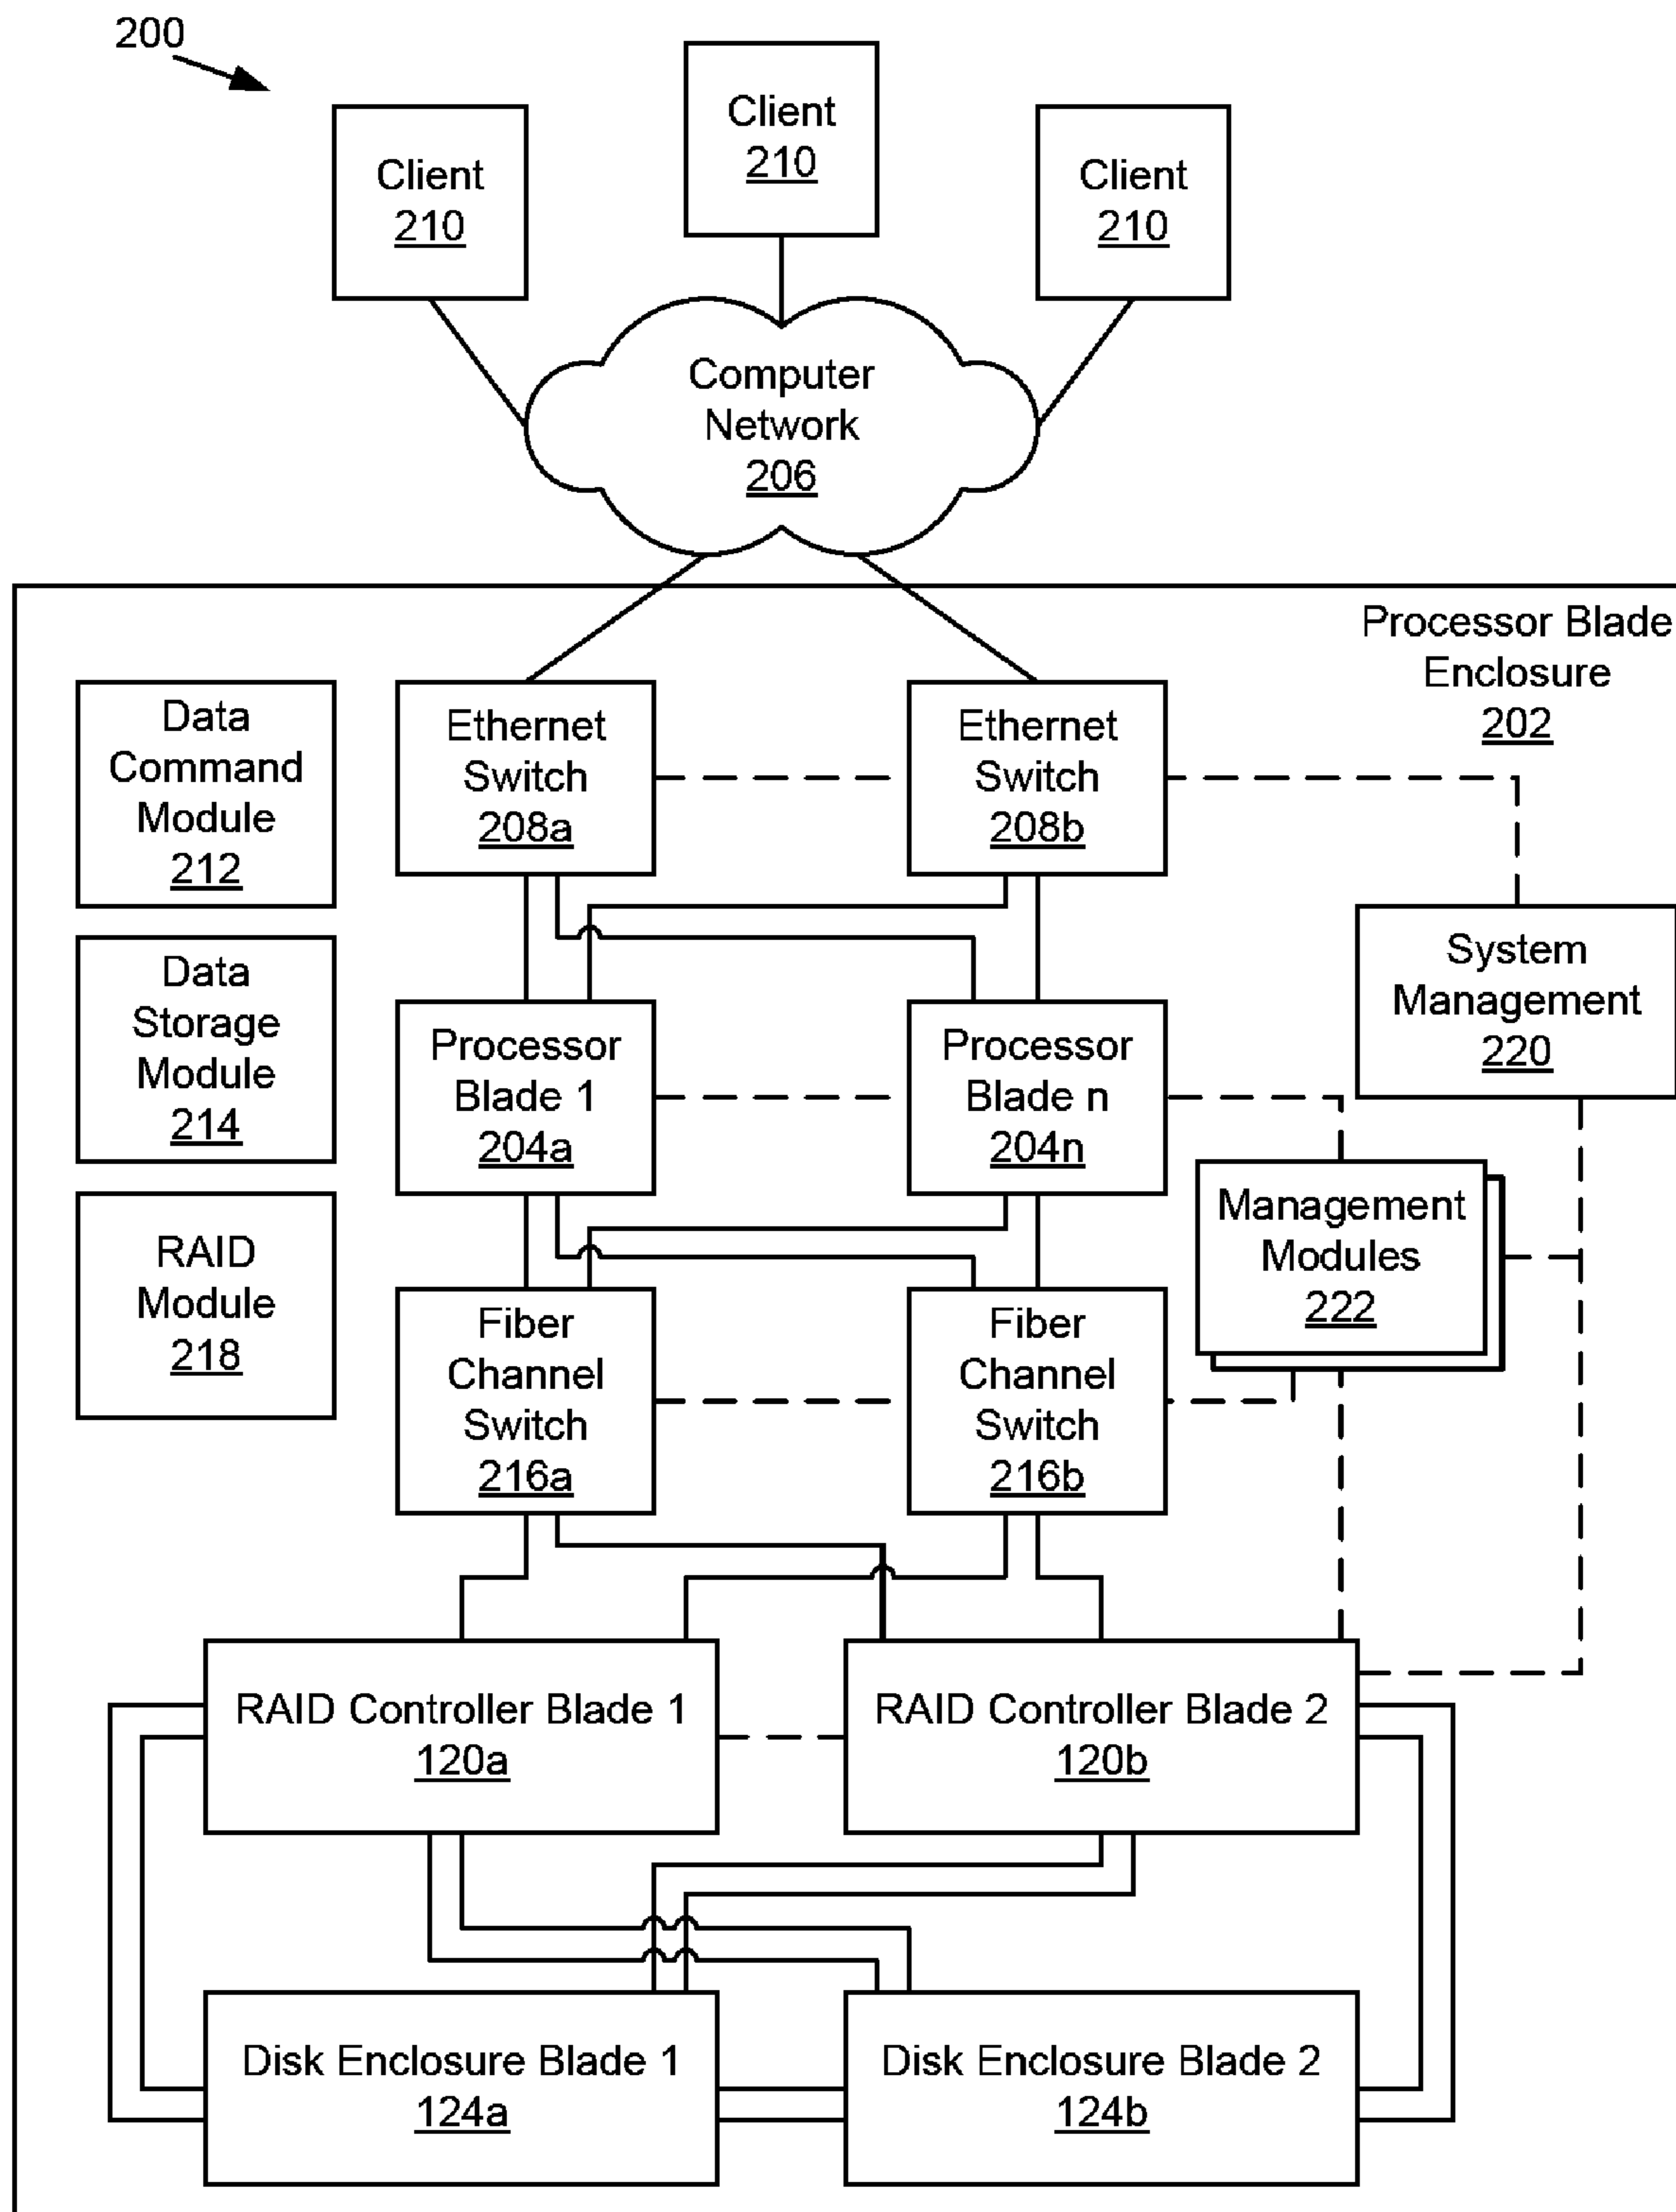 200
Client
210
Client
210
Client
210
Computer
Network
206
Processor Blade
Enclosure
202
Data
Command
Module
212
Ethernet
Switch
208a
Ethernet
Switch
208b
Data
Storage
Module
214
System
Management
220
Processor
Blade 1
204a
Processor
Blade n
204n
Management
Modules
222
RAID
Module
218
Fiber
Channel
Switch
216a
Fiber
Channel
Switch
216b
RAID Controller Blade 1
120a
RAID Controller Blade 2
120b
Disk Enclosure Blade 1
124a
Disk Enclosure Blade 2
124b